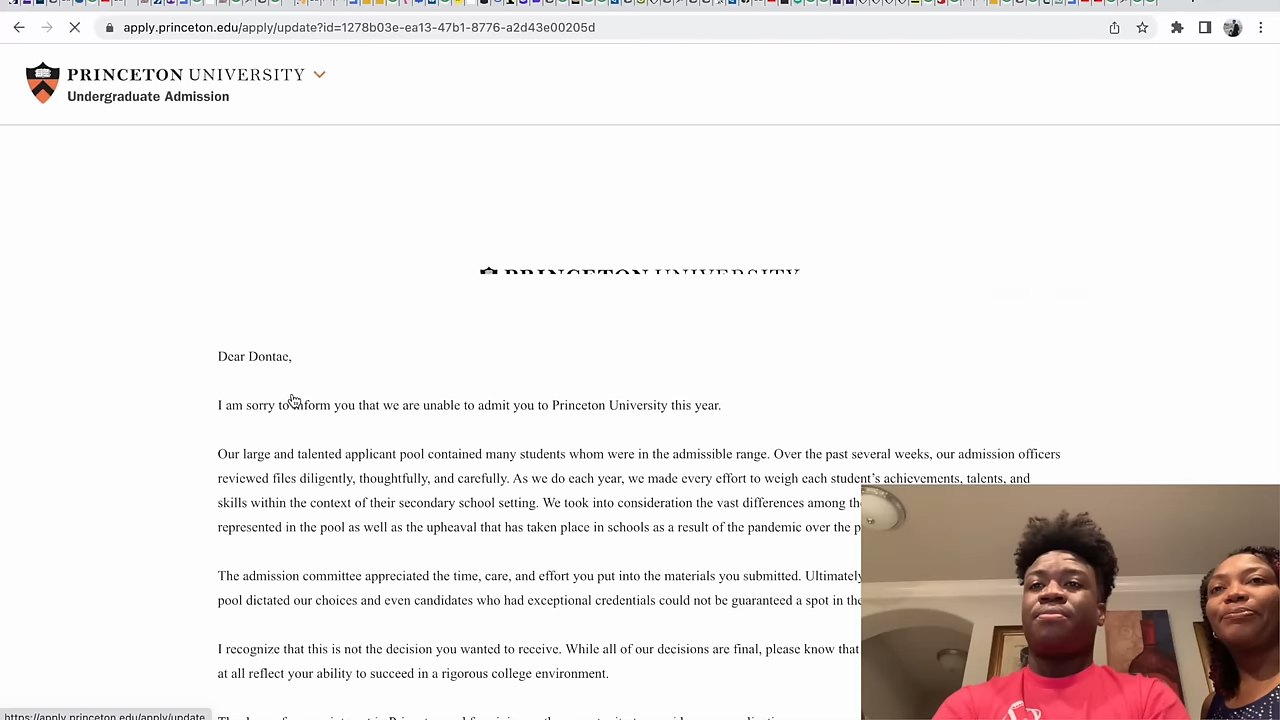 apply.princeton.edu/apply/update?id=1278b03e-ea13-47b1-8776-a2d43e00205d
PRINCETON UNIVERSITY
Undergraduate Admission
PRINCETON UNIVERSITY
Dear Dontae,
I am sorry to inform you that we are unable to admit you to Princeton University this year.
Our large and talented applicant pool contained many students whom were in the admissible range. Over the past several weeks, our admission officers
reviewed files diligently, thoughtfully, and carefully. As we do each year, we made every effort to weigh each student's achievements, talents, and
skills within the context of their secondary school setting. We took into consideration the vast differences among the
represented in the pool as well as the upheaval that has taken place in schools as a result of the pandemic over the p
The admission committee appreciated the time, care, and effort you put into the materials you submitted. Ultimately
pool dictated our choices and even candidates who had exceptional credentials could not be guaranteed a spot in the
I recognize that this is not the decision you wanted to receive. While all of our decisions are final, please know that
at all reflect your ability to succeed in a rigorous college environment.
https://apply.princeton.edu/apply/update